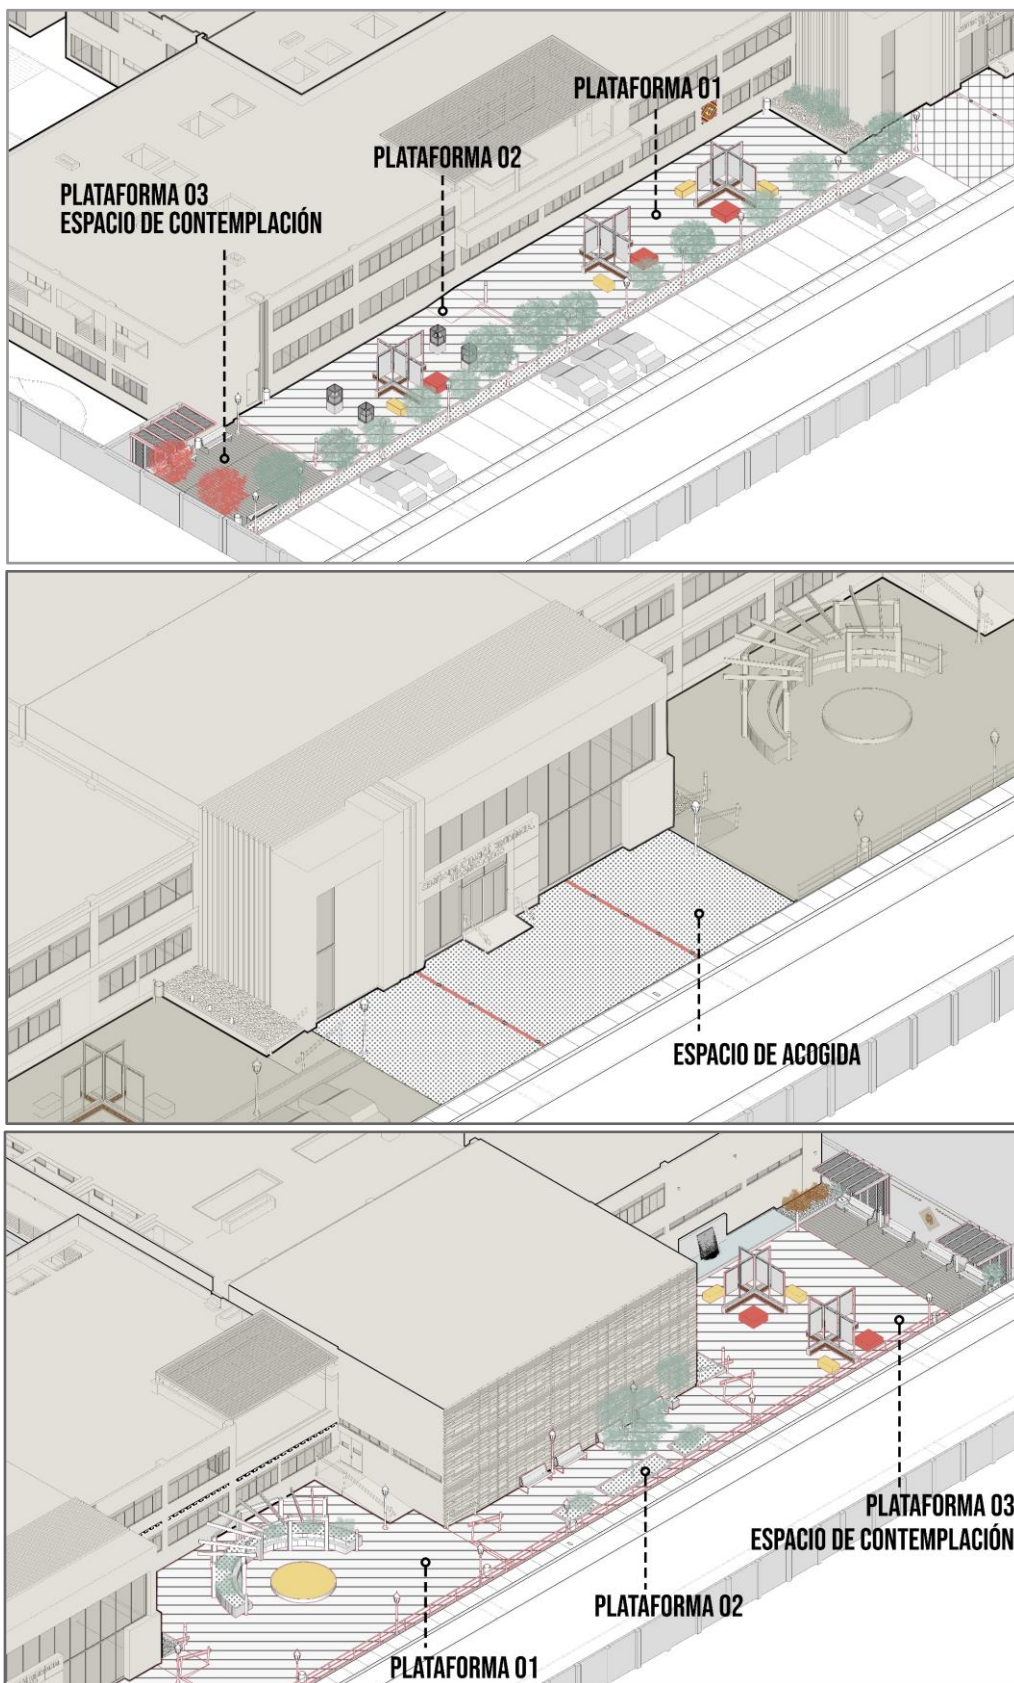 PLATAFORMA 01
PLATAFORMA 02
PLATAFORMA 03
ESPACIO DE CONTEMPLACIÓN
ESPACIO DE ACOGIDA
PLATAFORMA 03
ESPACIO DE CONTEMPLACIÓN
PLATAFORMA 02
PLATAFORMA 01